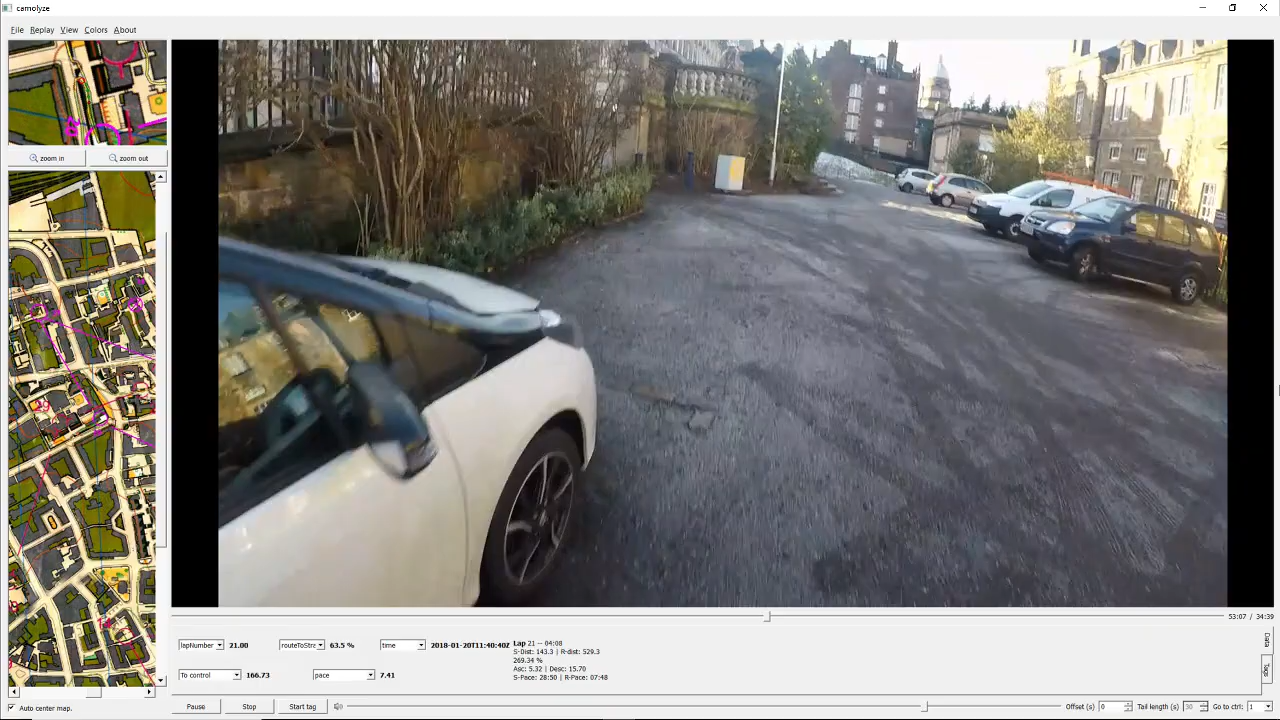 camolyze
File Replay View Colors About
zoom in zoom out
29
53:07 / 34:39
lapNumber 21.00 routeToStra 63.5 % time 2018-01-20T11:40:40Z
To control 166.73 pace 7.41
Lap 21 -- 04:08
S-Dist: 143.3 | R-dist: 529.3
269.34 %
Asc: 5.32 | Desc: 15.70
S-Pace: 28:50 | R-Pace: 07:48
Data
Tags
Auto center map.
Pause Stop Start tag
Offset (s) 0 Tail length (s) 30 Go to ctrl: 1